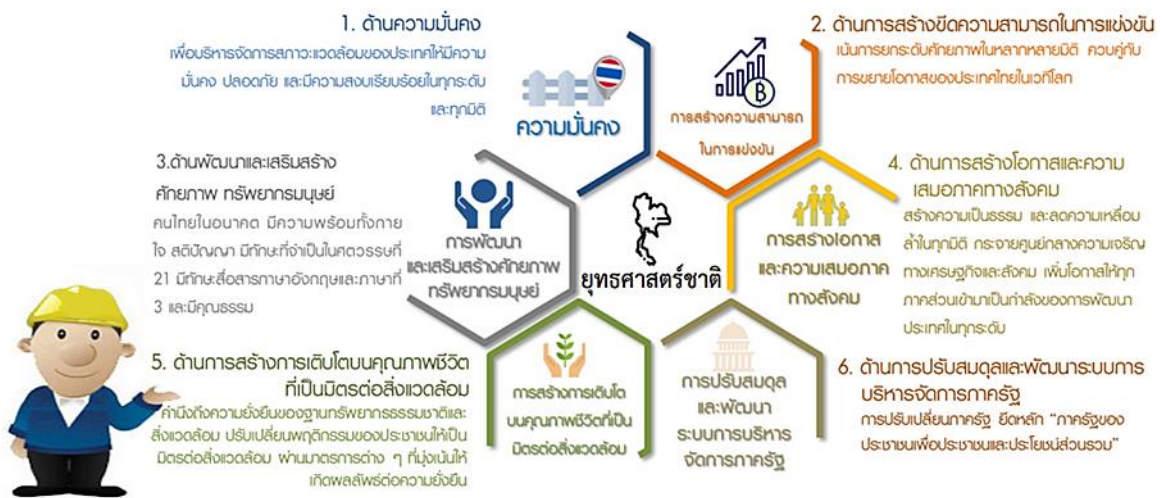 1. ด้านความมั่นคง
เพื่อบริหารจัดการสภาวะแวดล้อมของประเทศให้มีความ
มั่นคง ปลอดภัย และมีความสงบเรียบร้อยในทุกระดับ
และทุกมิติ
ความมั่นคง
การสร้างความสามารถ
ในการแข่งขัน
2. ด้านการสร้างขีดความสามารถในการแข่งขัน
เน้นการยกระดับศักยภาพในหลากหลายมิติ ควบคู่กับ
การขยายโอกาสของประเทศไทยในเวทีโลก
3.ด้านพัฒนาและเสริมสร้าง
ศักยภาพ ทรัพยากรมนุษย์
คนไทยในอนาคต มีความพร้อมทั้งกาย
ใจ สติปัญญา มีทักษะที่จำเป็นในศตวรรษที่
21 มีทักษะสื่อสารภาษาอังกฤษและภาษาที่
3 และมีคุณธรรม
การพัฒนา
และเสริมสร้างศักยภาพ
ทรัพยากรมนุษย์
ยุทธศาสตร์ชาติ
การสร้างโอกาส
และความเสมอภาค
ทางสังคม
4. ด้านการสร้างโอกาสและความ
เสมอภาคทางสังคม
สร้างความเป็นธรรม และลดความเหลื่อม
ล้ำในทุกมิติ กระจายศูนย์กลางความเจริญ
ทางเศรษฐกิจและสังคม เพิ่มโอกาสให้ทุก
ภาคส่วนเข้ามาเป็นกำลังของการพัฒนา
ประเทศในทุกระดับ
5. ด้านการสร้างการเติบโตบนคุณภาพชีวิต
ที่เป็นมิตรต่อสิ่งแวดล้อม
คำนึงถึงความยั่งยืนของฐานทรัพยากรธรรมชาติและ
สิ่งแวดล้อม ปรับเปลี่ยนพฤติกรรมของประชาชนให้เป็น
มิตรต่อสิ่งแวดล้อม ผ่านมาตรการต่าง ๆ ที่มุ่งเน้นให้
เกิดผลลัพธ์ต่อความยั่งยืน
การสร้างการเติบโต
บนคุณภาพชีวิตที่เป็น
มิตรต่อสิ่งแวดล้อม
การปรับสมดุล
และพัฒนา
ระบบการบริหาร
จัดการภาครัฐ
6. ด้านการปรับสมดุลและพัฒนาระบบการ
บริหารจัดการภาครัฐ
การปรับเปลี่ยนภาครัฐ ยึดหลัก “ภาครัฐของ
ประชาชนเพื่อประชาชนและประโยชน์ส่วนรวม”